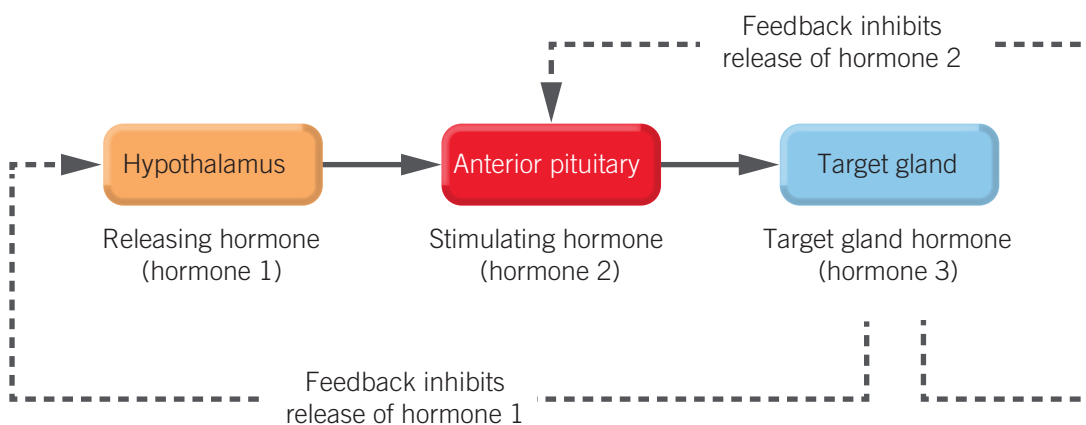 Feedback inhibits
release of hormone 2
Hypothalamus
Anterior pituitary
Target gland
Releasing hormone
(hormone 1)
Stimulating hormone
(hormone 2)
Target gland hormone
(hormone 3)
Feedback inhibits
release of hormone 1